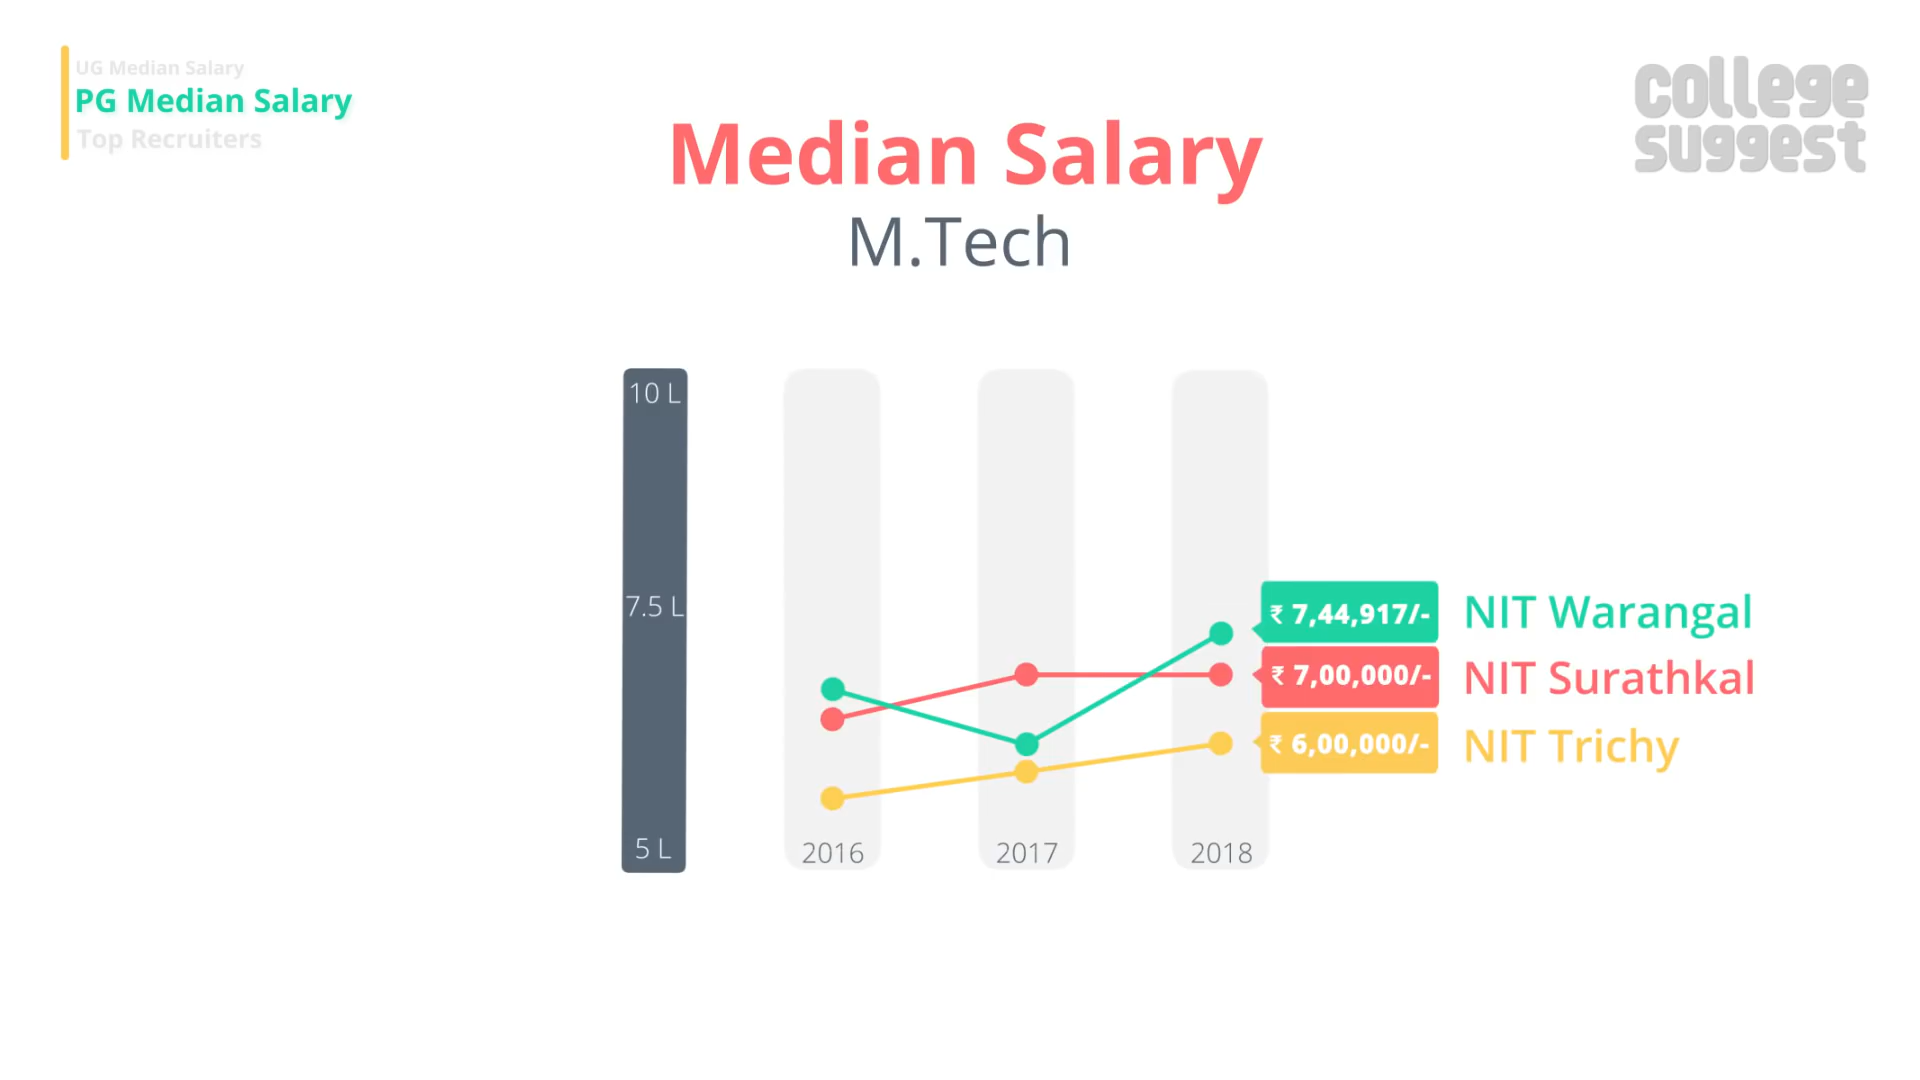 UG Median Salary
PG Median Salary
Top Recruiters
college
suggest
Median Salary
M.Tech
10 L
7.5 L
5 L
2016
2017
2018
₹ 7,44,917/- NIT Warangal
₹ 7,00,000/- NIT Surathkal
₹ 6,00,000/- NIT Trichy